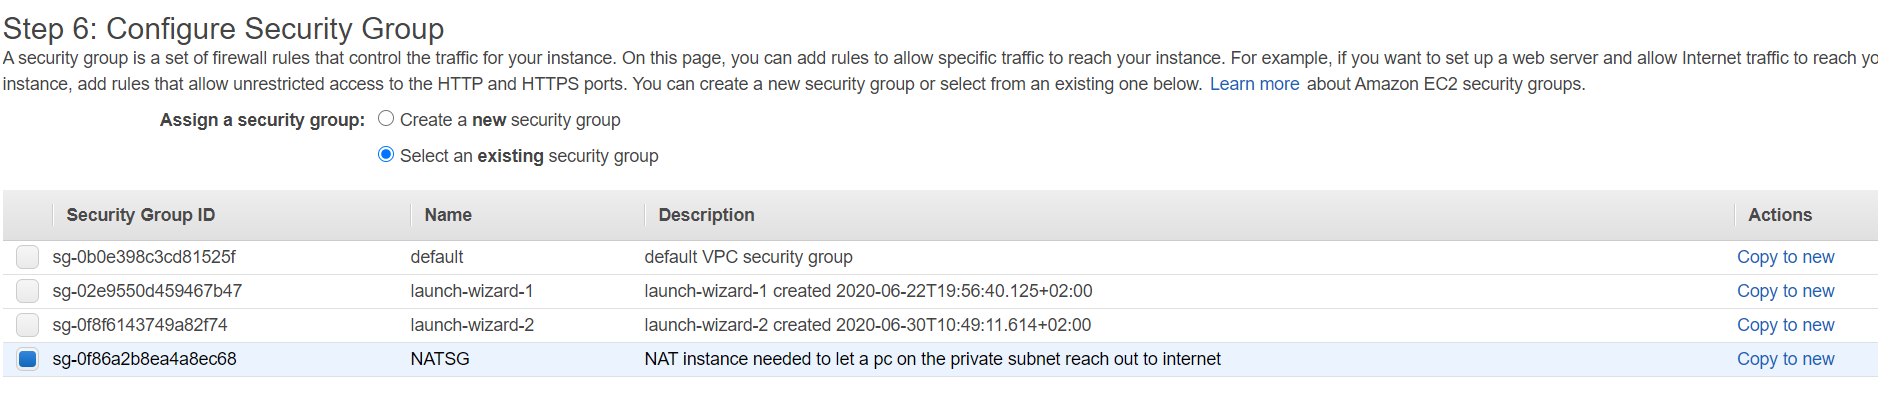 Step 6: Configure Security Group
A security group is a set of firewall rules that control the traffic for your instance. On this page, you can add rules to allow specific traffic to reach your instance. For example, if you want to set up a web server and allow Internet traffic to reach yo
instance, add rules that allow unrestricted access to the HTTP and HTTPS ports. You can create a new security group or select from an existing one below. Learn more about Amazon EC2 security groups.
Assign a security group: Create a new security group
Select an existing security group
Security Group ID Name Description Actions
sg-0b0e398c3cd81525f default default VPC security group Copy to new
sg-02e9550d459467b47 launch-wizard-1 launch-wizard-1 created 2020-06-22T19:56:40.125+02:00 Copy to new
sg-0f8f6143749a82f74 launch-wizard-2 launch-wizard-2 created 2020-06-30T10:49:11.614+02:00 Copy to new
sg-0f86a2b8ea4a8ec68 NATSG NAT instance needed to let a pc on the private subnet reach out to internet Copy to new